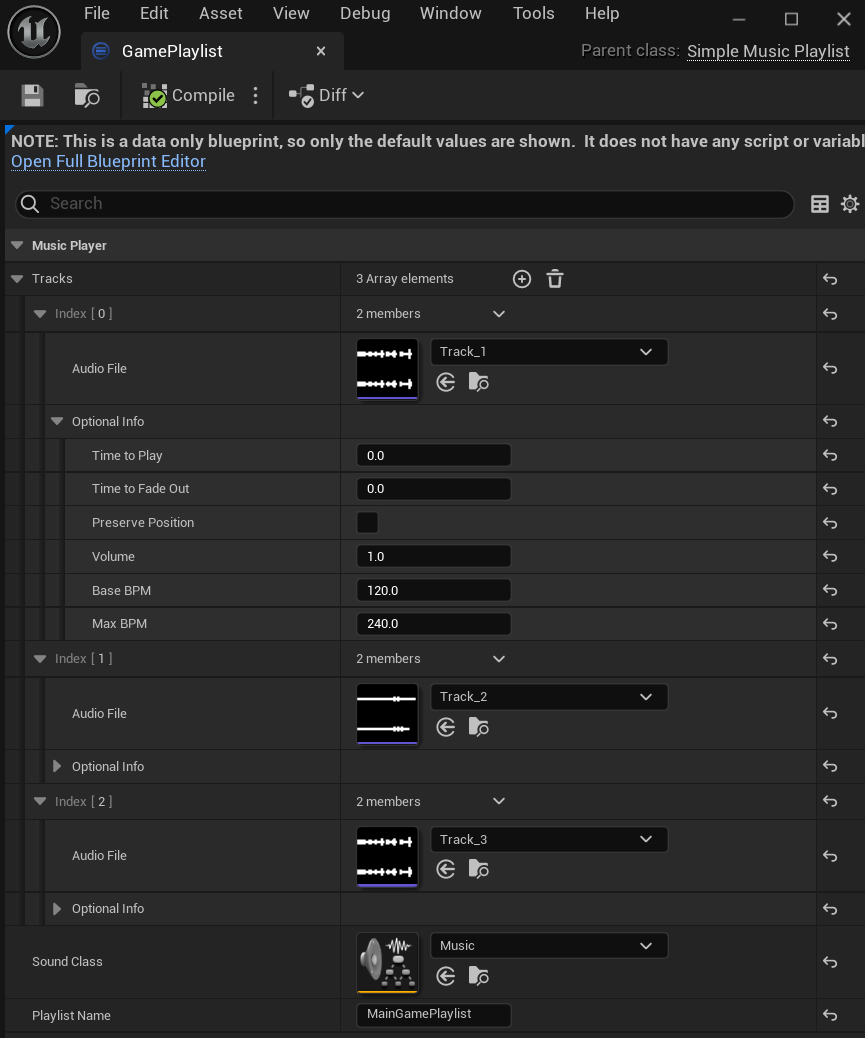 File Edit Asset View Debug Window Tools Help
GamePlaylist
Parent class: Simple Music Playlist
Compile Diff
NOTE: This is a data only blueprint, so only the default values are shown. It does not have any script or variabl
Open Full Blueprint Editor
Search
Music Player
Tracks 3 Array elements
Index [ 0 ] 2 members
Audio File Track_1
Optional Info
Time to Play 0.0
Time to Fade Out 0.0
Preserve Position
Volume 1.0
Base BPM 120.0
Max BPM 240.0
Index [ 1 ] 2 members
Audio File Track_2
Optional Info
Index [ 2 ] 2 members
Audio File Track_3
Optional Info
Sound Class Music
Playlist Name MainGamePlaylist